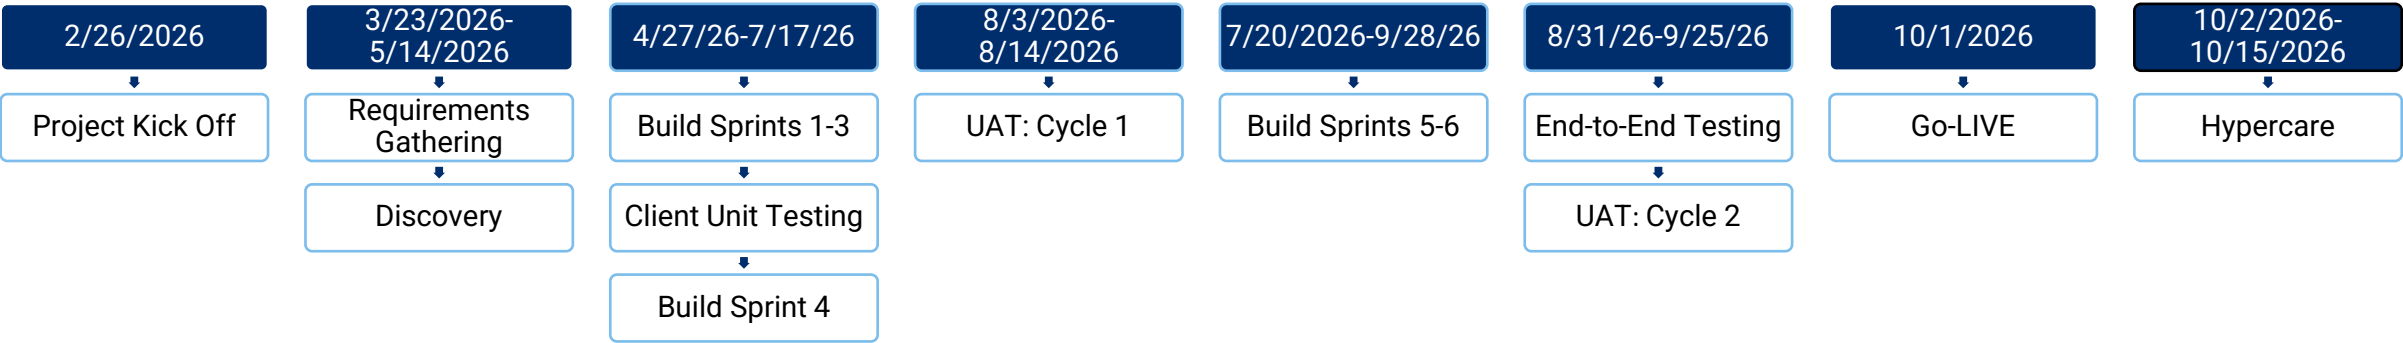 2/26/2026
Project Kick Off
3/23/2026-
5/14/2026
Requirements
Gathering
Discovery
4/27/26-7/17/26
Build Sprints 1-3
Client Unit Testing
Build Sprint 4
8/3/2026-
8/14/2026
UAT: Cycle 1
7/20/2026-9/28/26
Build Sprints 5-6
8/31/26-9/25/26
End-to-End Testing
UAT: Cycle 2
10/1/2026
Go-LIVE
10/2/2026-
10/15/2026
Hypercare